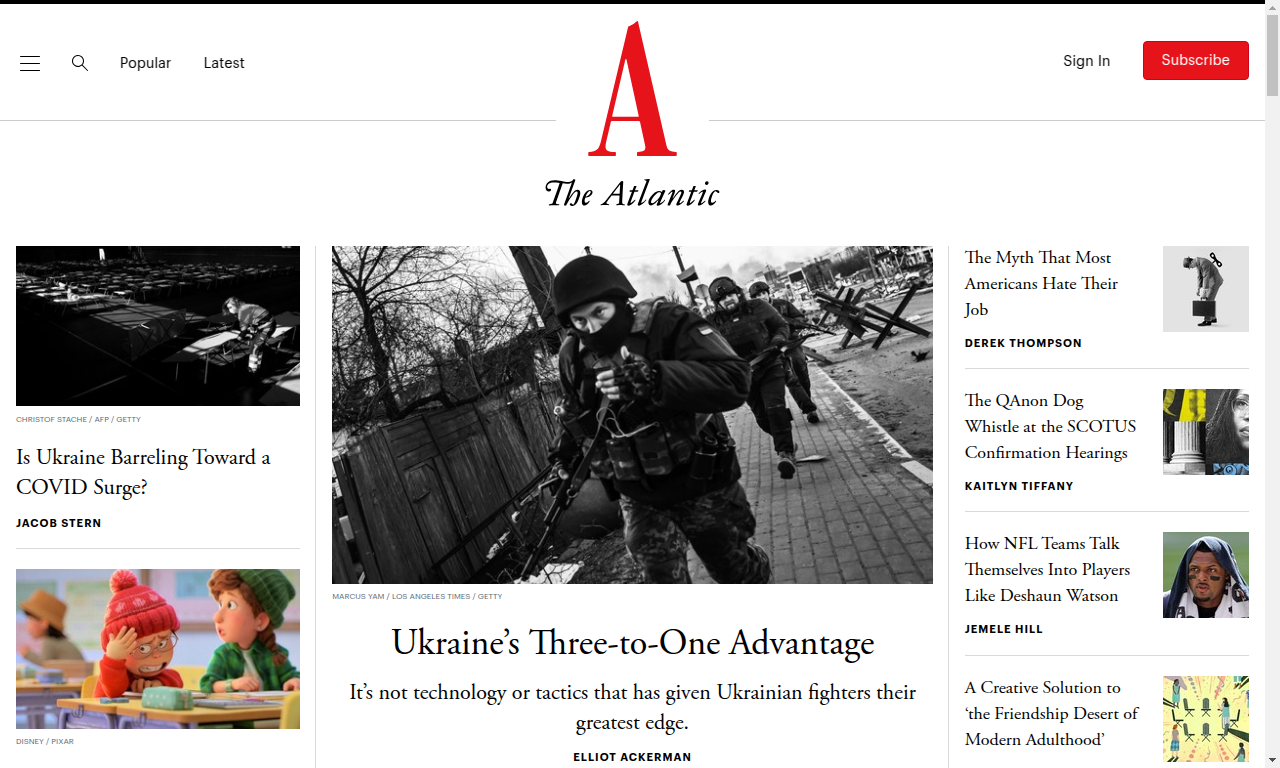 Popular
Latest
A
Sign In
Subscribe
The Atlantic
CHRISTOF STACHE / AFP / GETTY
Is Ukraine Barreling Toward a
COVID Surge?
JACOB STERN
DISNEY / PIXAR
MARCUS YAM / LOS ANGELES TIMES / GETTY
Ukraine’s Three-to-One Advantage
It’s not technology or tactics that has given Ukrainian fighters their
greatest edge.
ELLIOT ACKERMAN
The Myth That Most
Americans Hate Their
Job
DEREK THOMPSON
The QAnon Dog
Whistle at the SCOTUS
Confirmation Hearings
KAITLYN TIFFANY
How NFL Teams Talk
Themselves Into Players
Like Deshaun Watson
JEMELE HILL
A Creative Solution to
‘the Friendship Desert of
Modern Adulthood’